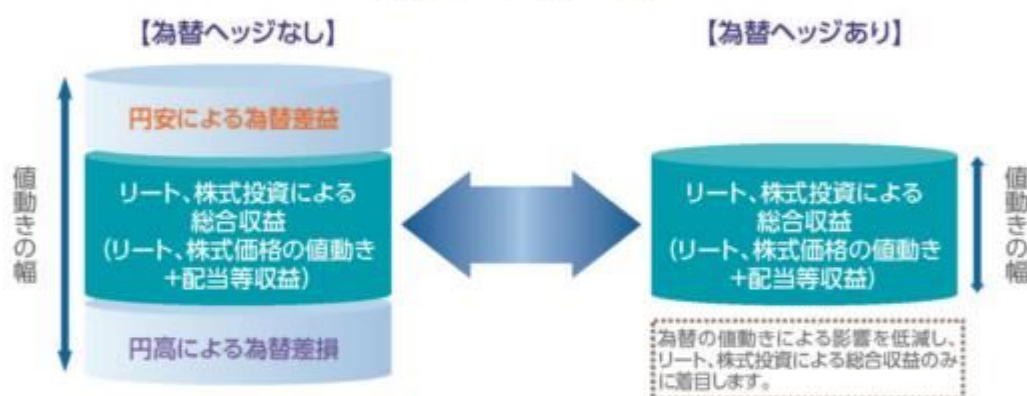 【為替ヘッジなし】
円安による為替差益
リート、株式投資による
総合収益
(リート、株式価格の値動き
+配当等収益)
円高による為替差損
値動きの幅
【為替ヘッジあり】
リート、株式投資による
総合収益
(リート、株式価格の値動き
+配当等収益)
値動きの幅
為替の値動きによる影響を低減し、
リート、株式投資による総合収益のみ
に着目します。